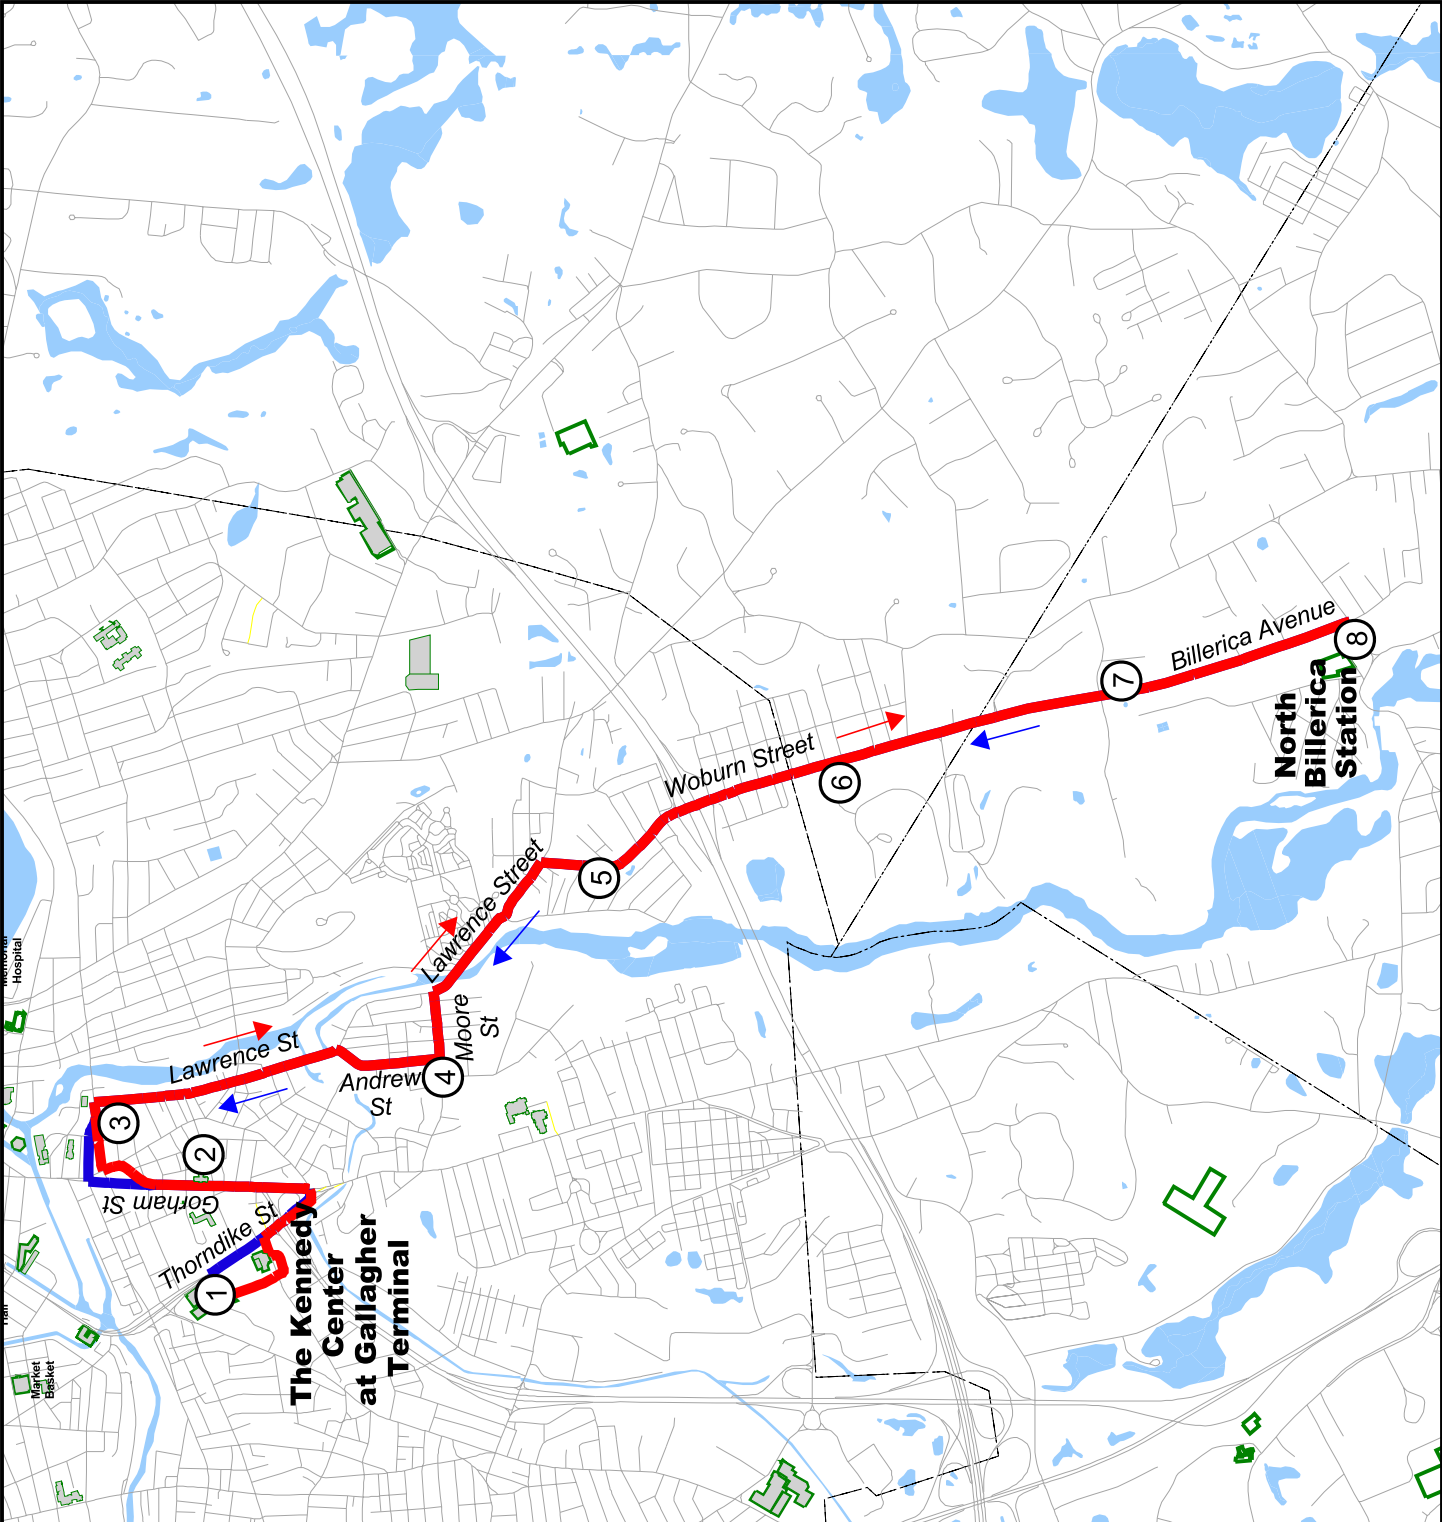 Memorial
Hospital
Lawrence St
Andrew
St
Moore
St
Lawrence Street
Woburn Street
Billerica Avenue
North
Billerica
Station
Gorham St
Thorndike St
The Kennedy
Center
at Gallagher
Terminal
Market
Basket
1
2
3
4
5
6
7
8